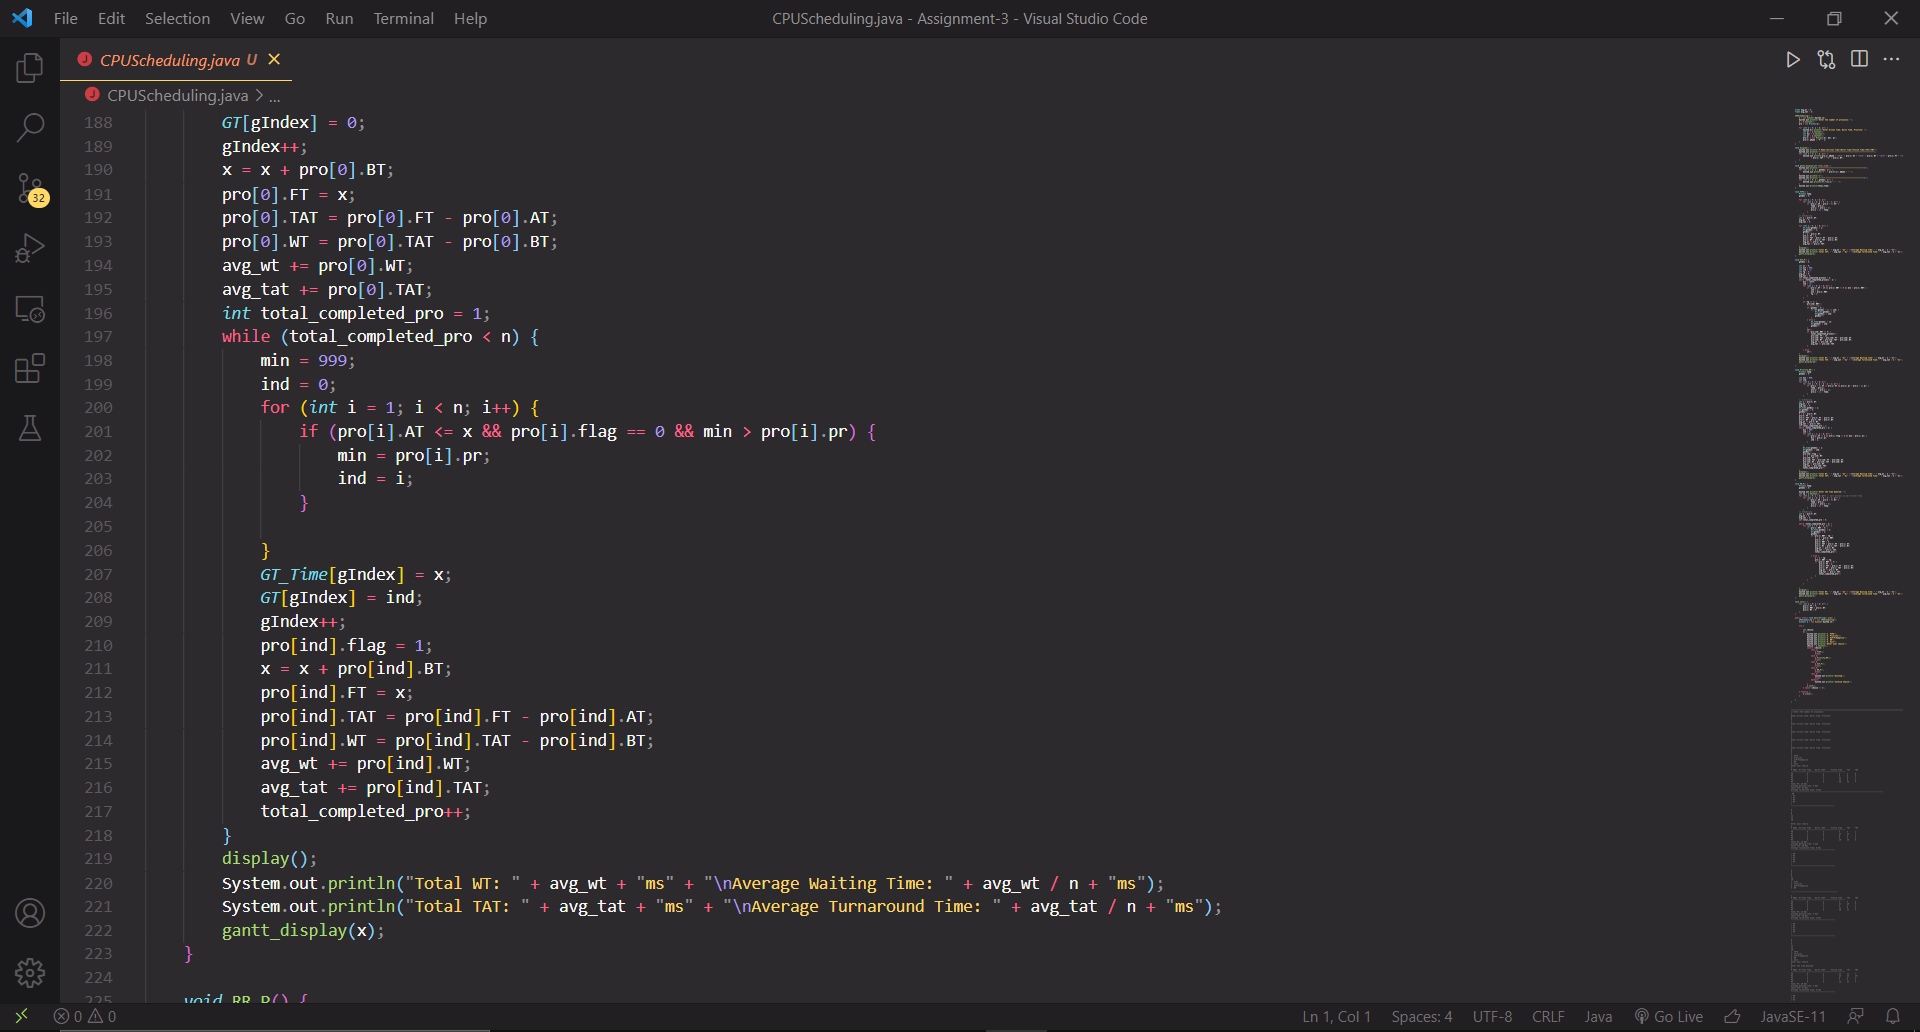 File Edit Selection View Go Run Terminal Help CPUScheduling.java - Assignment-3 - Visual Studio Code
J CPUScheduling.java U
J CPUScheduling.java > ...
188 GT[gIndex] = 0;
189 gIndex++;
190 x = x + pro[0].BT;
191 pro[0].FT = x;
192 pro[0].TAT = pro[0].FT - pro[0].AT;
193 pro[0].WT = pro[0].TAT - pro[0].BT;
194 avg_wt += pro[0].WT;
195 avg_tat += pro[0].TAT;
196 int total_completed_pro = 1;
197 while (total_completed_pro < n) {
198 min = 999;
199 ind = 0;
200 for (int i = 1; i < n; i++) {
201 if (pro[i].AT <= x && pro[i].flag == 0 && min > pro[i].pr) {
202 min = pro[i].pr;
203 ind = i;
204 }
205
206 }
207 GT_Time[gIndex] = x;
208 GT[gIndex] = ind;
209 gIndex++;
210 pro[ind].flag = 1;
211 x = x + pro[ind].BT;
212 pro[ind].FT = x;
213 pro[ind].TAT = pro[ind].FT - pro[ind].AT;
214 pro[ind].WT = pro[ind].TAT - pro[ind].BT;
215 avg_wt += pro[ind].WT;
216 avg_tat += pro[ind].TAT;
217 total_completed_pro++;
218 }
219 display();
220 System.out.println("Total WT: " + avg_wt + "ms" + "\nAverage Waiting Time: " + avg_wt / n + "ms");
221 System.out.println("Total TAT: " + avg_tat + "ms" + "\nAverage Turnaround Time: " + avg_tat / n + "ms");
222 gantt_display(x);
223 }
224
225 void RR_P() {
32
0 0 Ln 1, Col 1 Spaces: 4 UTF-8 CRLF Java Go Live JavaSE-11